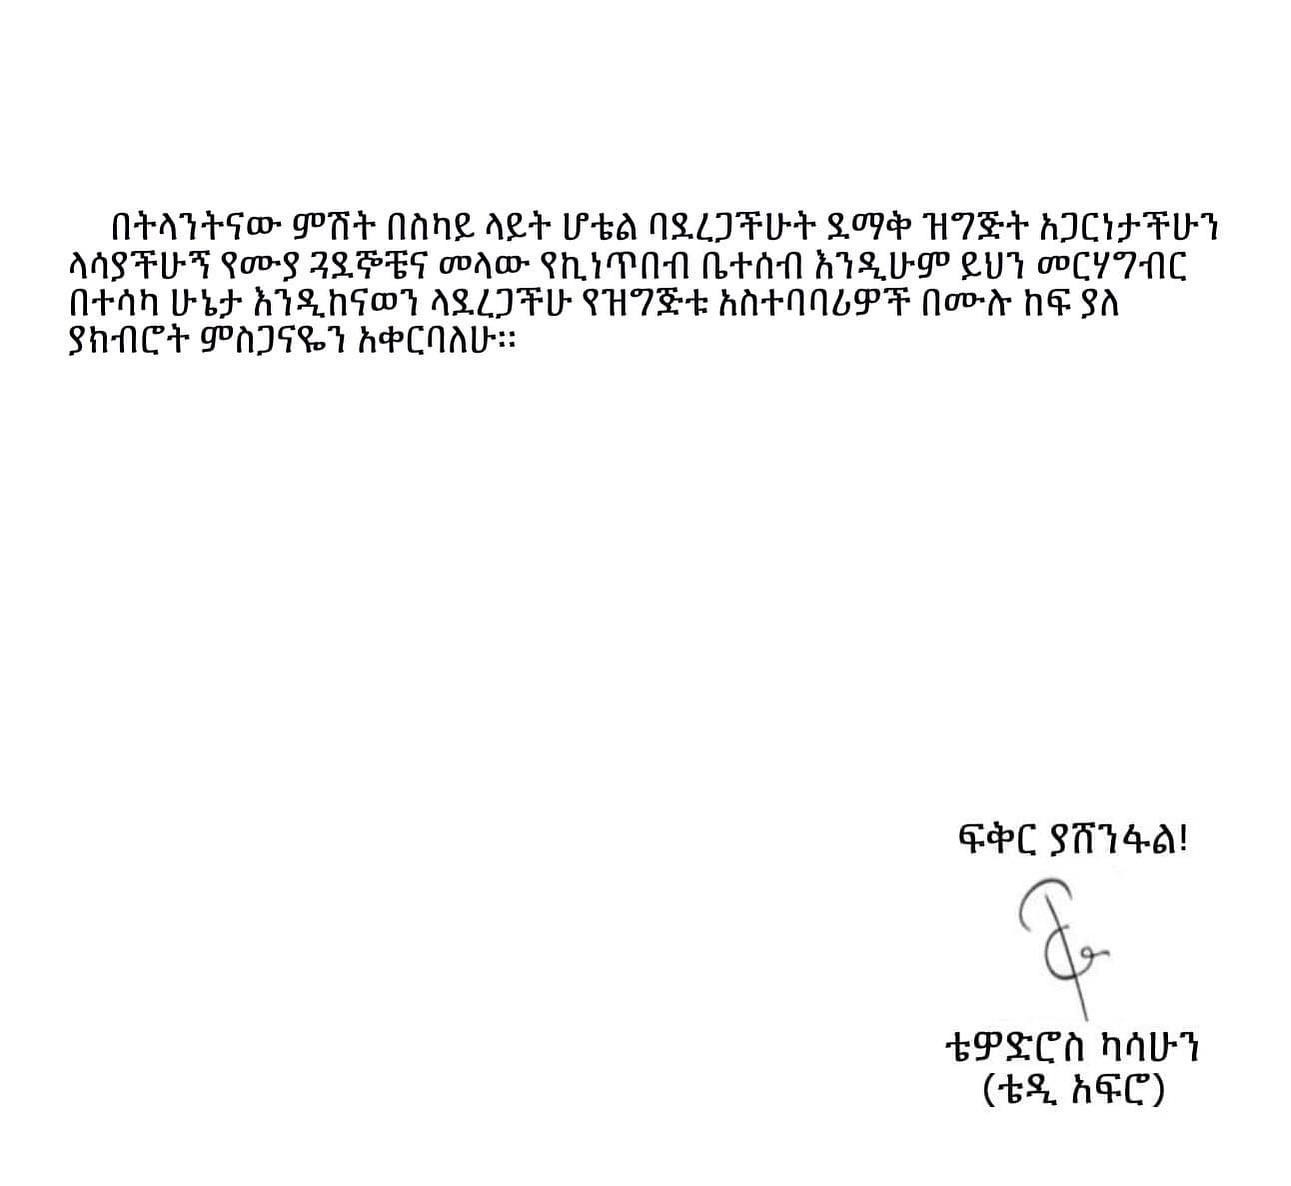 በትላንትናው ምሽት በስካይ ላይት ሆቴል ባደረጋችሁት ደማቅ ዝግጅት አጋርነታችሁን
ላሳያችሁኝ የሙያ ጓደኞቼና መላው የኪነጥበብ ቤተሰብ እንዲሁም ይህን መርሃግብር
በተሳካ ሁኔታ እንዲከናወን ላደረጋችሁ የዝግጅቱ አስተባባሪዎች በሙሉ ከፍ ያለ
ያክብሮት ምስጋናዬን አቀርባለሁ፡፡
ፍቅር ያሸንፋል!
ቴዎድሮስ ካሳሁን
(ቴዲ አፍሮ)